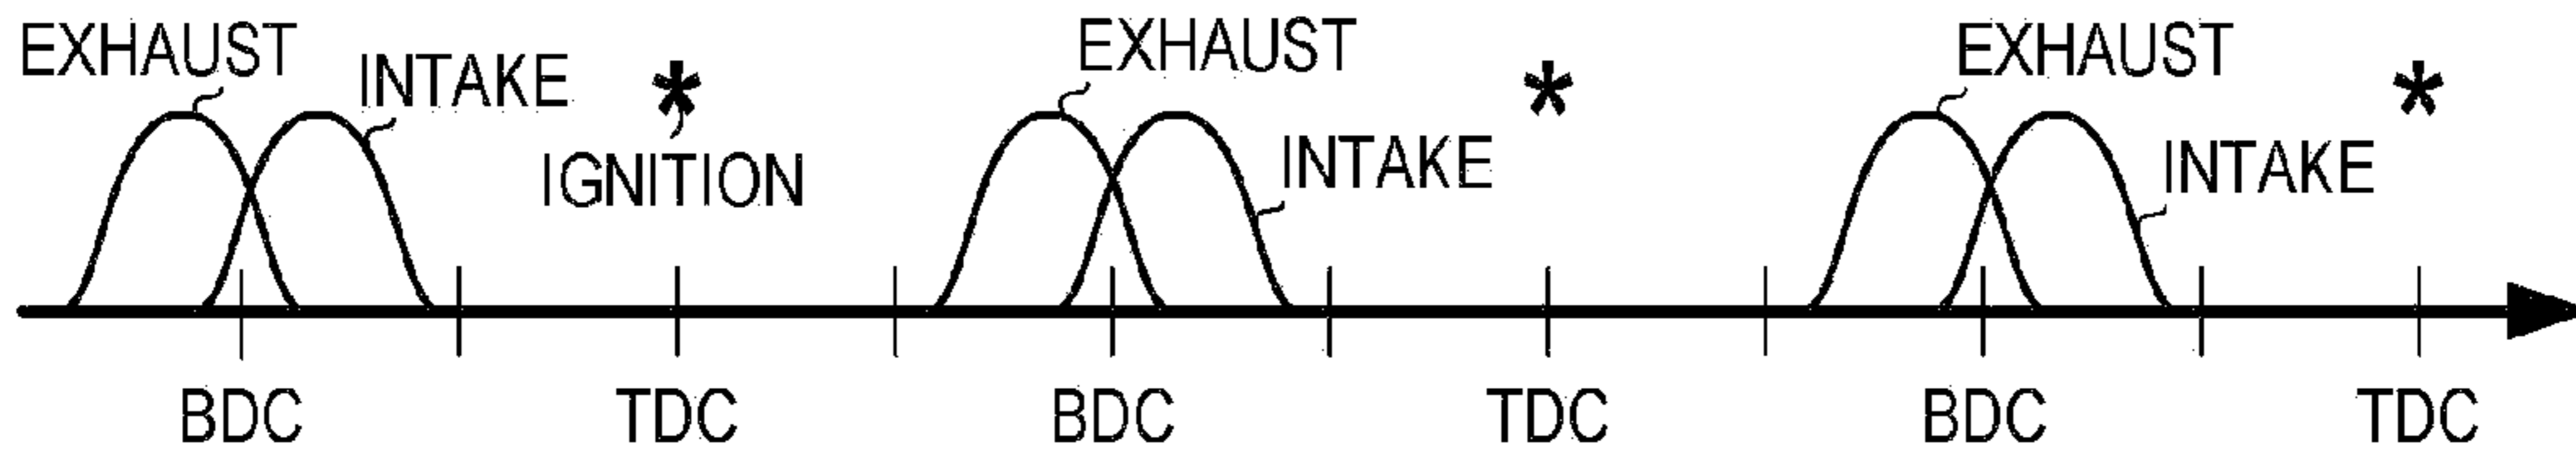 EXHAUST
INTAKE
*
IGNITION
EXHAUST
INTAKE
*
EXHAUST
INTAKE
*
BDC TDC BDC TDC BDC TDC